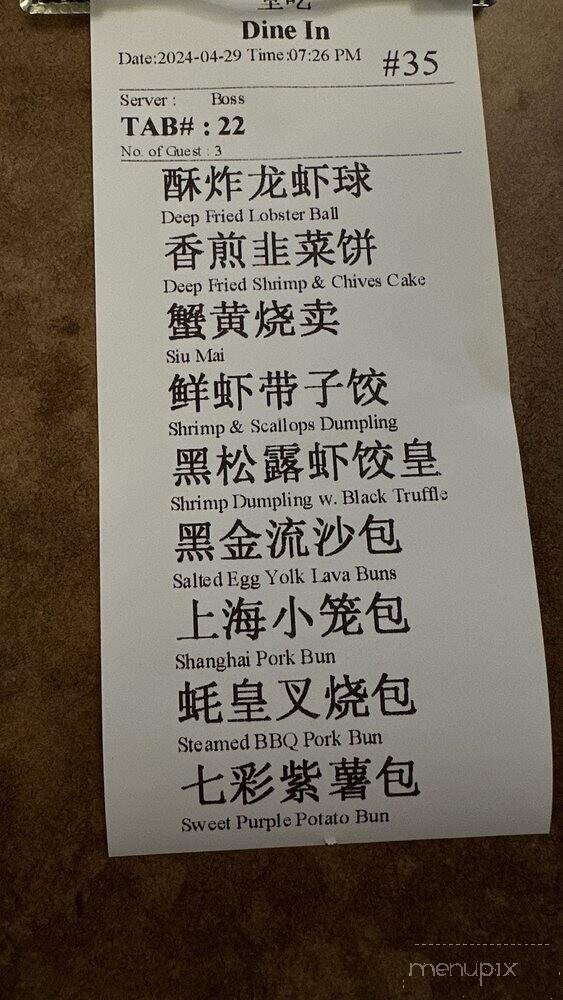 堂吃
Dine In
Date:2024-04-29 Time:07:26 PM #35
Server : Boss
TAB# : 22
No. of Guest : 3
酥炸龙虾球
Deep Fried Lobster Ball
香煎韭菜饼
Deep Fried Shrimp & Chives Cake
蟹黄烧卖
Siu Mai
鲜虾带子饺
Shrimp & Scallops Dumpling
黑松露虾饺皇
Shrimp Dumpling w. Black Truffle
黑金流沙包
Salted Egg Yolk Lava Buns
上海小笼包
Shanghai Pork Bun
蚝皇叉烧包
Steamed BBQ Pork Bun
七彩紫薯包
Sweet Purple Potato Bun
menupix